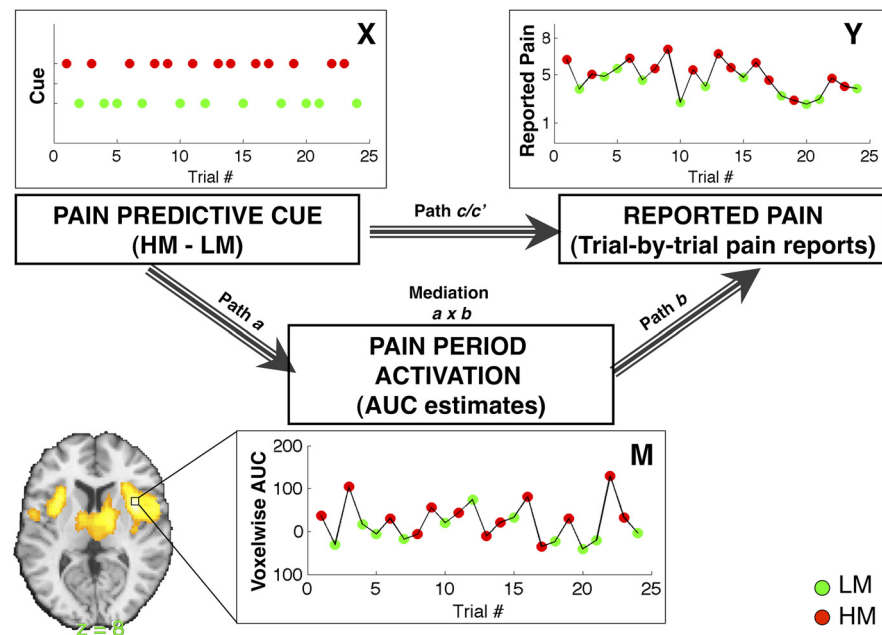 X
Cue
0
5
10
15
20
25
Trial #
Y
Reported Pain
8
5
1
0
5
10
15
20
25
Trial #
PAIN PREDICTIVE CUE
(HM - LM)
Path c/c’
REPORTED PAIN
(Trial-by-trial pain reports)
Path a
Mediation
a x b
Path b
PAIN PERIOD
ACTIVATION
(AUC estimates)
M
Voxelwise AUC
200
100
0
100
0
5
10
15
20
25
Trial #
z = 8
LM
HM